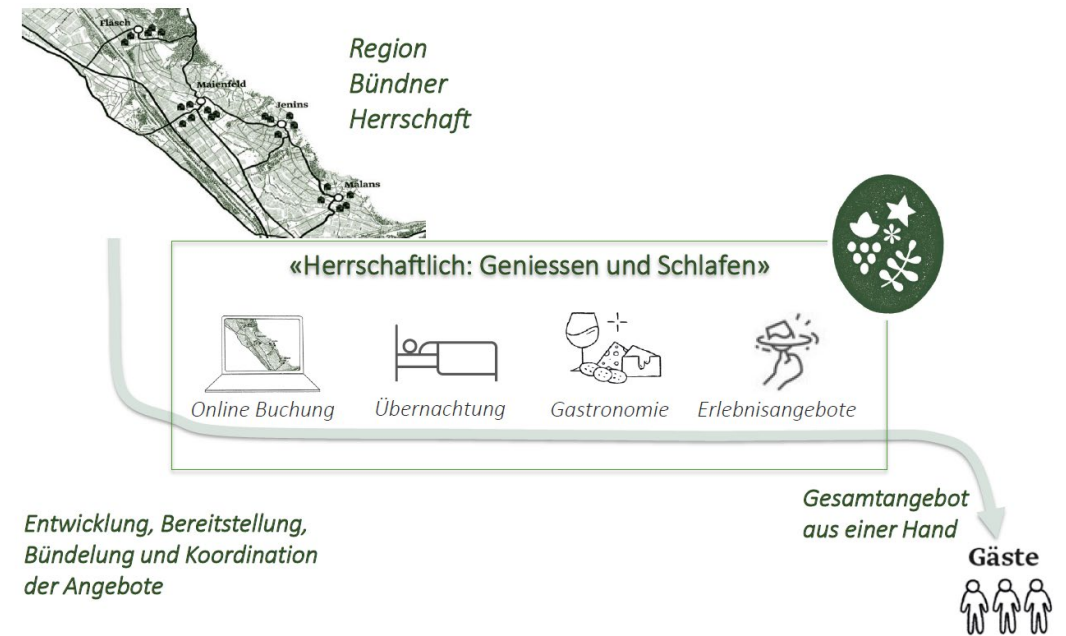 Fläsch
Maienfeld
Jenins
Malans
Region
Bündner
Herrschaft
«Herrschaftlich: Geniessen und Schlafen»
Online Buchung
Übernachtung
Gastronomie
Erlebnisangebote
Entwicklung, Bereitstellung,
Bündelung und Koordination
der Angebote
Gesamtangebot
aus einer Hand
Gäste